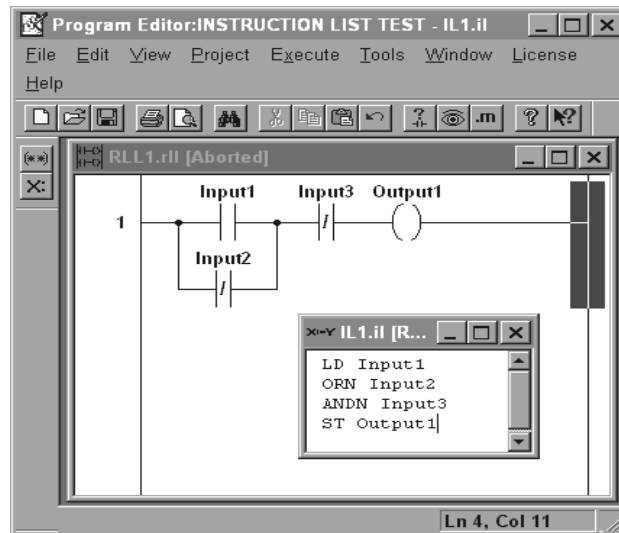 Program Editor:INSTRUCTION LIST TEST - IL1.il
File Edit View Project Execute Tools Window License
Help
.m
RLL1.rll [Aborted]
X:
Input1 Input3 Output1
1
Input2
IL1.il [R...
LD Input1
ORN Input2
ANDN Input3
ST Output1
Ln 4, Col 11